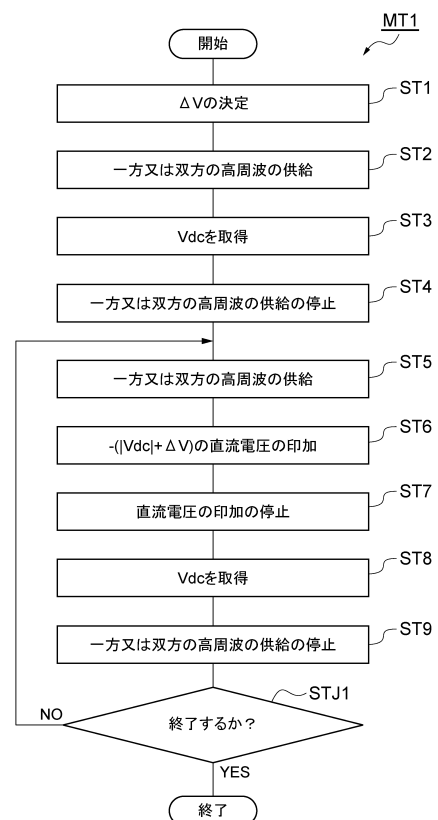 MT1
開始
ΔVの決定
ST1
一方又は双方の高周波の供給
ST2
Vdcを取得
ST3
一方又は双方の高周波の供給の停止
ST4
一方又は双方の高周波の供給
ST5
-(|Vdc|+ΔV)の直流電圧の印加
ST6
直流電圧の印加の停止
ST7
Vdcを取得
ST8
一方又は双方の高周波の供給の停止
ST9
終了するか？
STJ1
NO
YES
終了